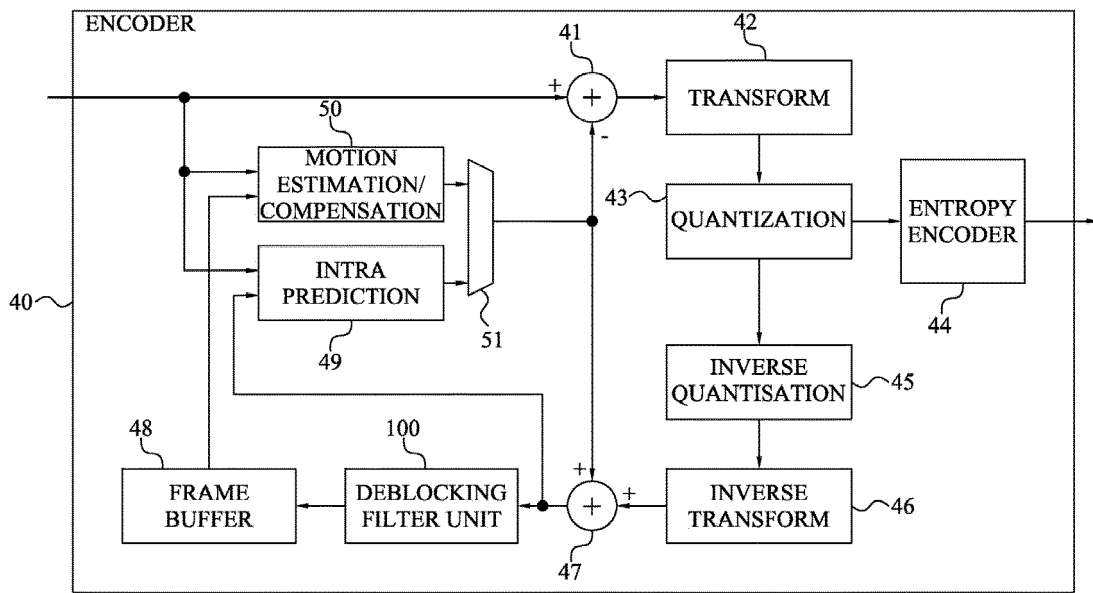 ENCODER
41
42
+
+
TRANSFORM
-
50
MOTION
ESTIMATION/
COMPENSATION
43
QUANTIZATION
ENTROPY
ENCODER
INTRA
PREDICTION
40
51
44
49
INVERSE
QUANTISATION
45
48
100
FRAME
BUFFER
DEBLOCKING
FILTER UNIT
+
+
+
INVERSE
TRANSFORM
46
47